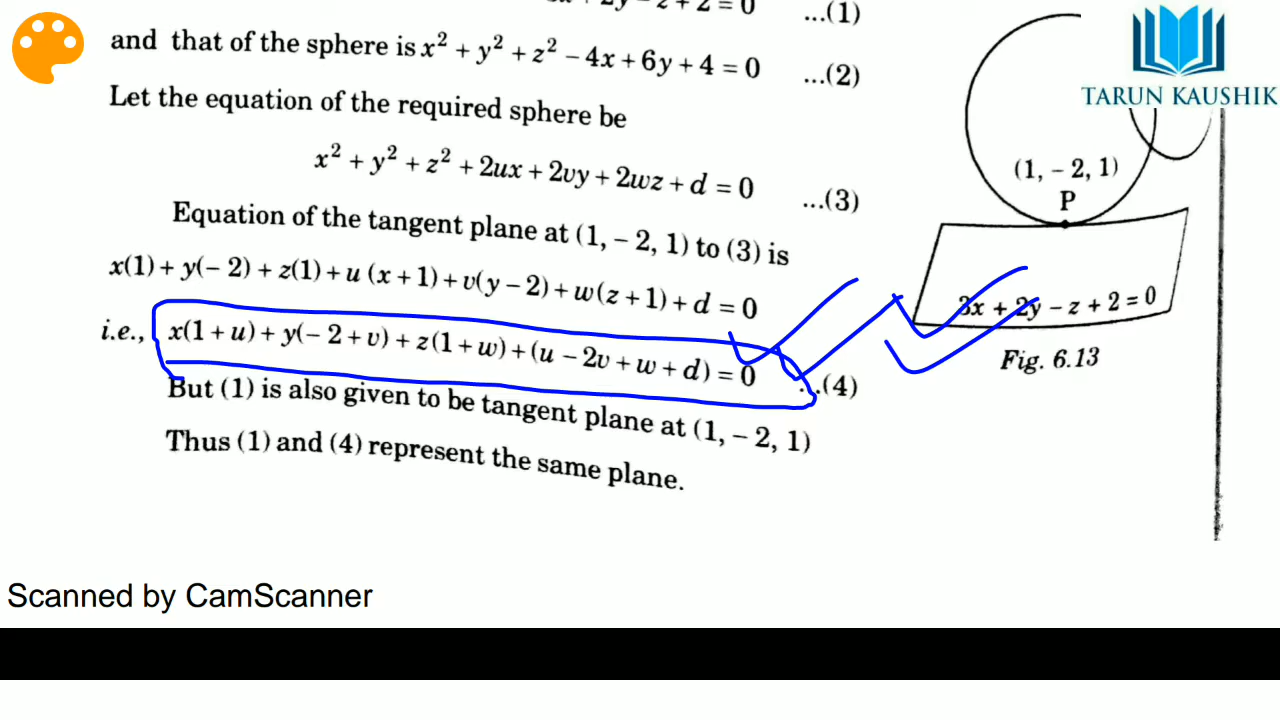 + 2y − z + 2 = 0 ...(1)
and that of the sphere is x² + y² + z² − 4x + 6y + 4 = 0 ...(2)
Let the equation of the required sphere be
x² + y² + z² + 2ux + 2vy + 2wz + d = 0 ...(3)
Equation of the tangent plane at (1, − 2, 1) to (3) is
x(1) + y(− 2) + z(1) + u (x + 1) + v(y − 2) + w(z + 1) + d = 0
i.e., x(1 + u) + y(− 2 + v) + z(1 + w) + (u − 2v + w + d) = 0 ...(4)
But (1) is also given to be tangent plane at (1, − 2, 1)
Thus (1) and (4) represent the same plane.
TARUN KAUSHIK
(1, − 2, 1)
P
3x + 2y − z + 2 = 0
Fig. 6.13
Scanned by CamScanner